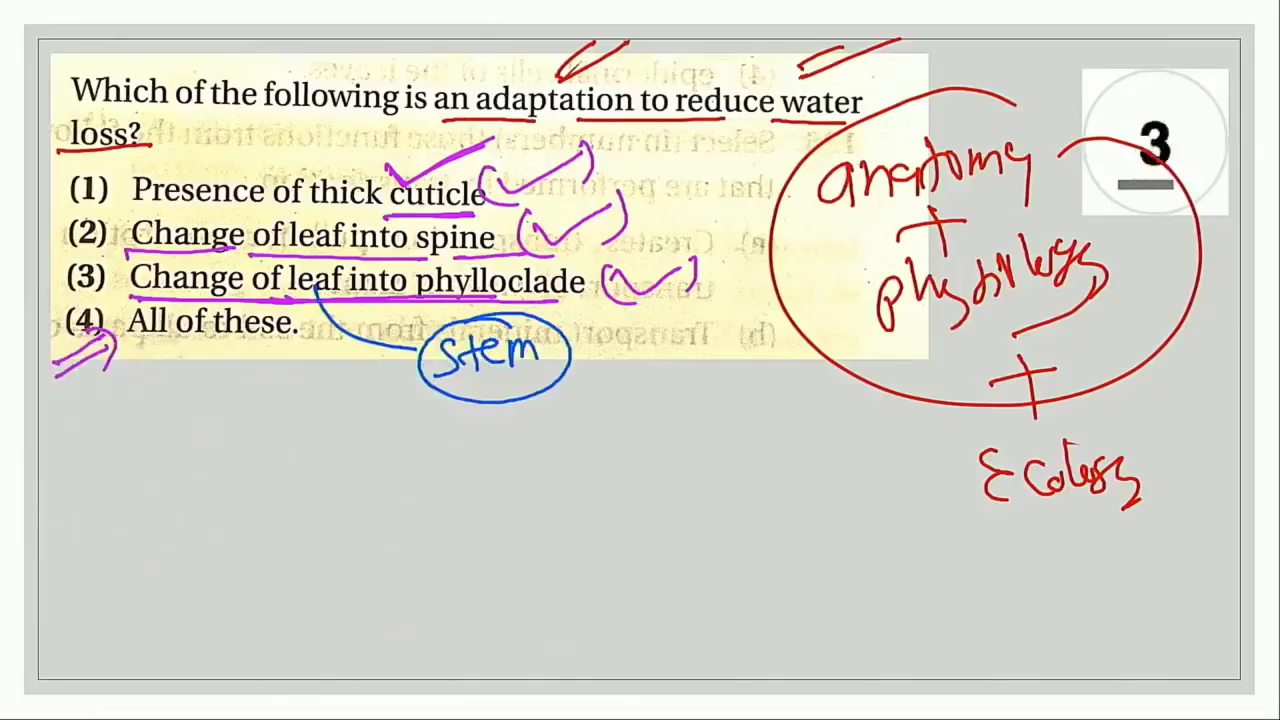 Which of the following is an adaptation to reduce water
loss?
(1) Presence of thick cuticle
(2) Change of leaf into spine
(3) Change of leaf into phylloclade
(4) All of these.
stem
3
anatomy
+
physiology
+
Ecology